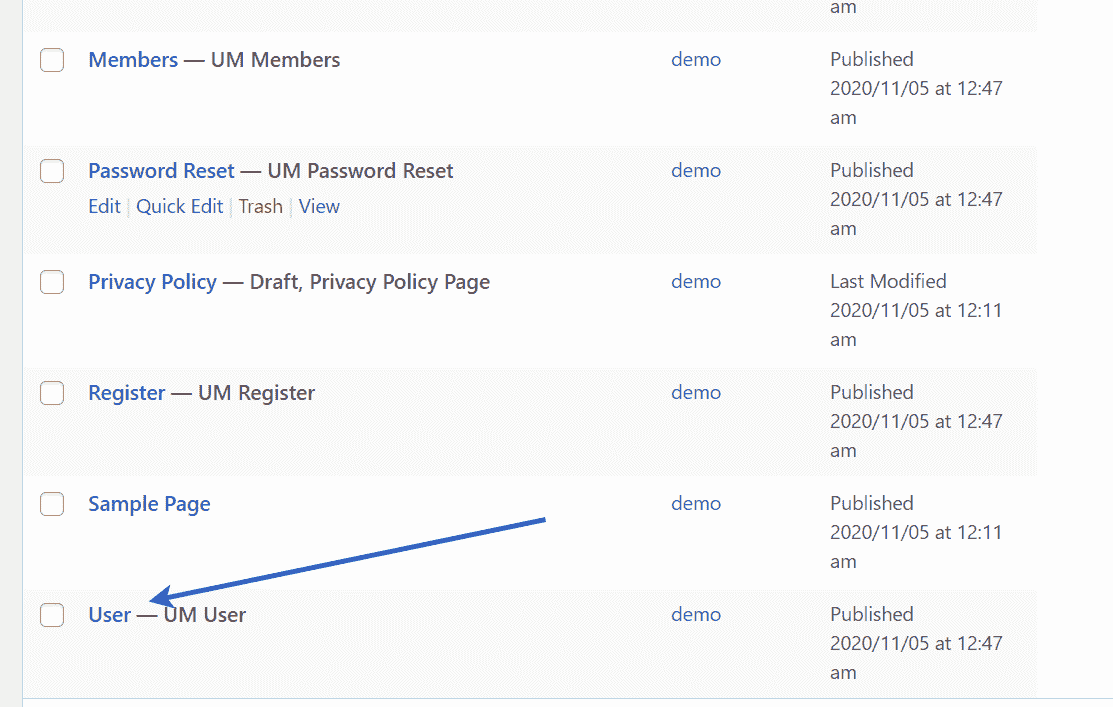 am
Members — UM Members demo Published
2020/11/05 at 12:47
am
Password Reset — UM Password Reset demo Published
Edit | Quick Edit | Trash | View 2020/11/05 at 12:47
am
Privacy Policy — Draft, Privacy Policy Page demo Last Modified
2020/11/05 at 12:11
am
Register — UM Register demo Published
2020/11/05 at 12:47
am
Sample Page demo Published
2020/11/05 at 12:11
am
User — UM User demo Published
2020/11/05 at 12:47
am